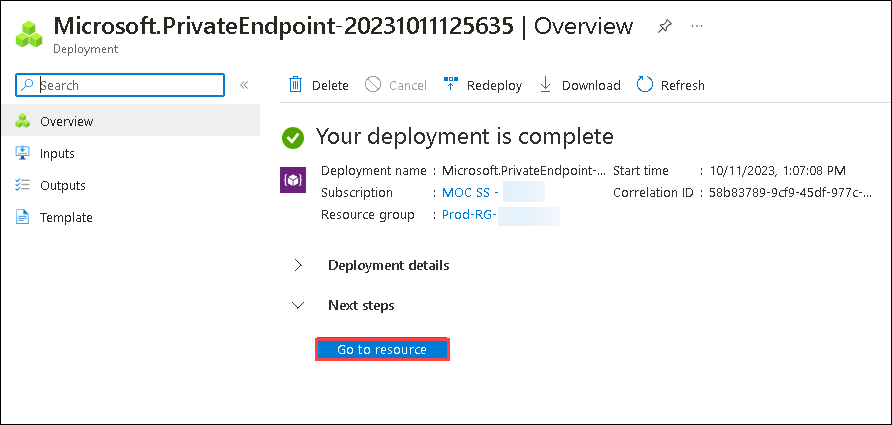 Microsoft.PrivateEndpoint-20231011125635 | Overview
Deployment
Search
Delete
Cancel
Redeploy
Download
Refresh
Overview
Inputs
Outputs
Template
Your deployment is complete
Deployment name : Microsoft.PrivateEndpoint-...
Subscription : MOC SS -
Resource group : Prod-RG-
Start time : 10/11/2023, 1:07:08 PM
Correlation ID : 58b83789-9cf9-45df-977c-...
Deployment details
Next steps
Go to resource